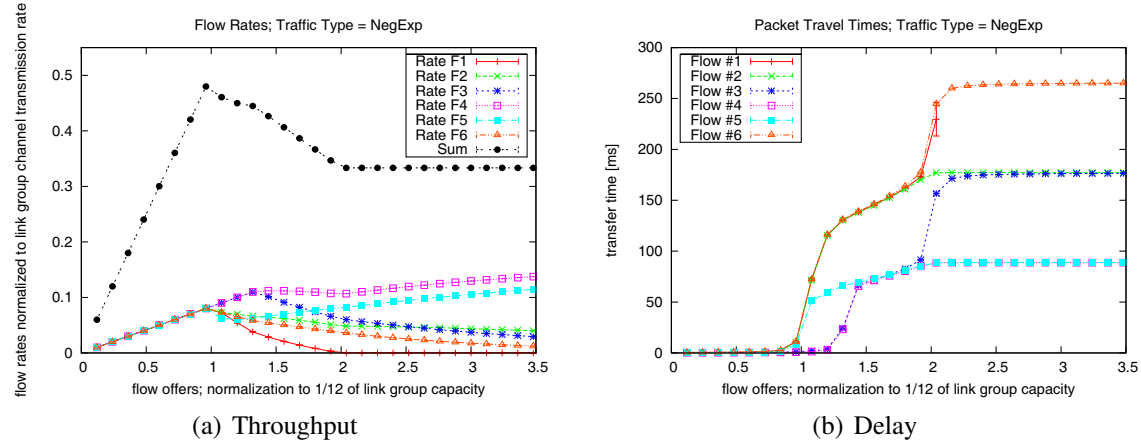 Flow Rates; Traffic Type = NegExp
flow rates normalized to link group channel transmission rate
0.5
0.4
0.3
0.2
0.1
0
Rate F1
Rate F2
Rate F3
Rate F4
Rate F5
Rate F6
Sum
0 0.5 1 1.5 2 2.5 3 3.5
flow offers; normalization to 1/12 of link group capacity
(a) Throughput
Packet Travel Times; Traffic Type = NegExp
transfer time [ms]
300
250
200
150
100
50
0
Flow #1
Flow #2
Flow #3
Flow #4
Flow #5
Flow #6
0 0.5 1 1.5 2 2.5 3 3.5
flow offers; normalization to 1/12 of link group capacity
(b) Delay